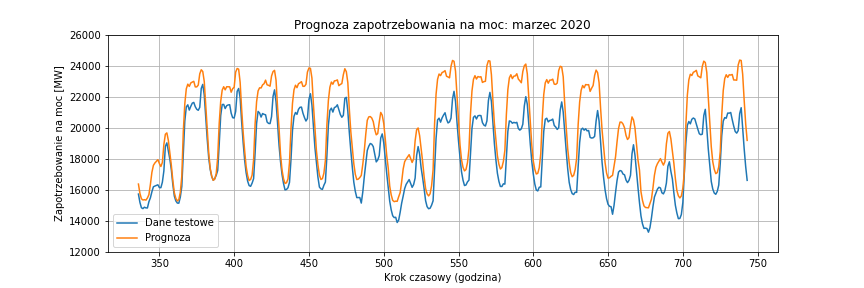 Prognoza zapotrzebowania na moc: marzec 2020
Zapotrzebowanie na moc [MW]
26000
24000
22000
20000
18000
16000
14000
12000
Dane testowe
Prognoza
350 400 450 500 550 600 650 700 750
Krok czasowy (godzina)